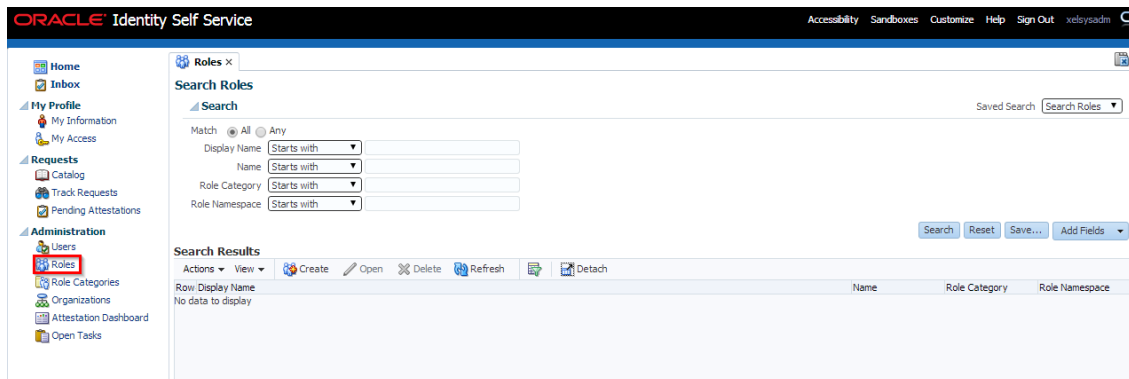 ORACLE Identity Self Service
Accessibility Sandboxes Customize Help Sign Out xelsysadm
Home
Inbox
My Profile
My Information
My Access
Requests
Catalog
Track Requests
Pending Attestations
Administration
Users
Roles
Role Categories
Organizations
Attestation Dashboard
Open Tasks
Roles ×
Search Roles
Search
Saved Search Search Roles
Match All Any
Display Name Starts with
Name Starts with
Role Category Starts with
Role Namespace Starts with
Search Reset Save... Add Fields
Search Results
Actions View Create Open Delete Refresh Detach
Row Display Name Name Role Category Role Namespace
No data to display